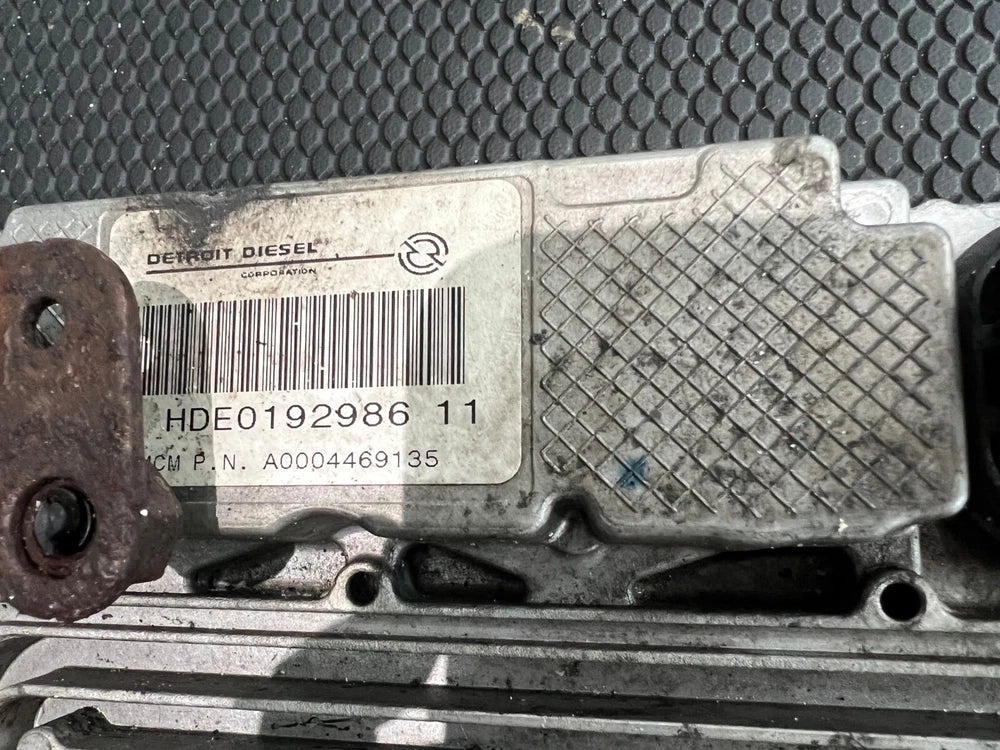 DETROIT DIESEL
CORPORATION
HDE0192986 11
MCM P.N. A0004469135